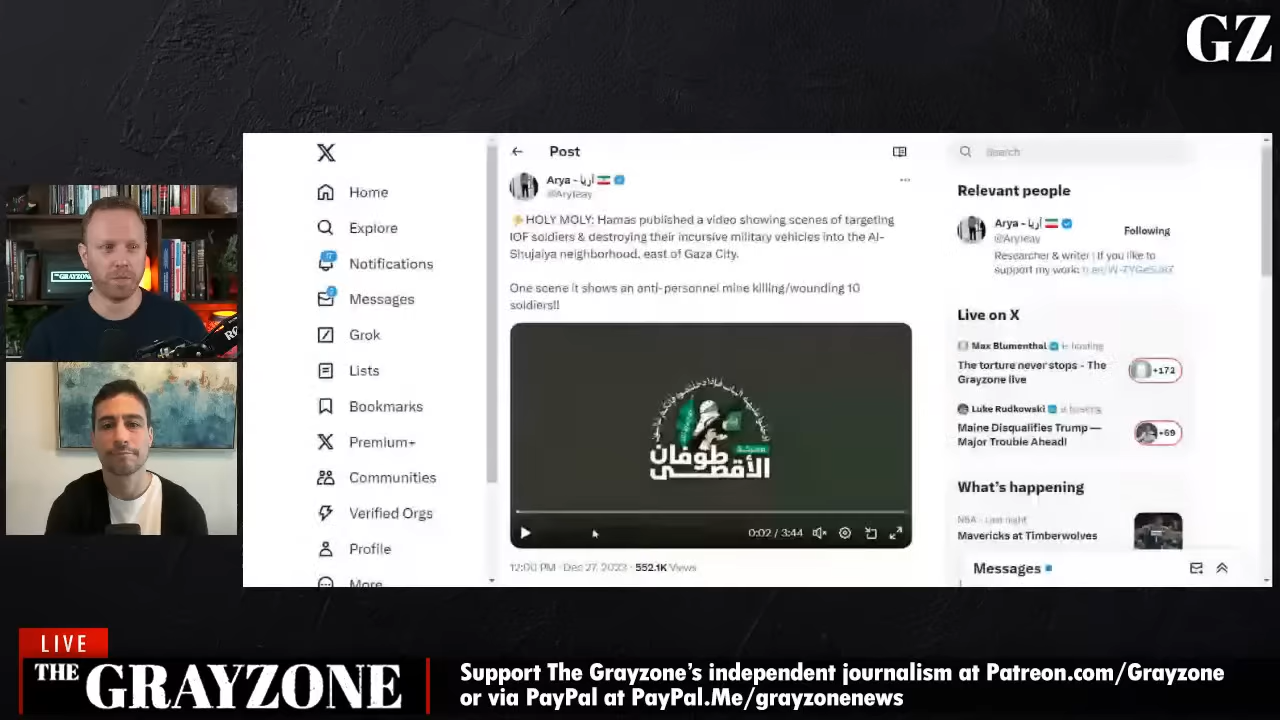 GZ
X
Home
Explore
Notifications
Messages
Grok
Lists
Bookmarks
Premium+
Communities
Verified Orgs
Profile
More
Post
Arya - آریا
@AryJeay
HOLY MOLY: Hamas published a video showing scenes of targeting
IOF soldiers & destroying their incursive military vehicles into the Al-
Shujaiya neighborhood, east of Gaza City.
One scene it shows an anti-personnel mine killing/wounding 10
soldiers!!
طوفان
الأقصى
0:02 / 3:44
12:00 PM · Dec 27, 2023 · 552.1K Views
Search
Relevant people
Arya - آریا
@AryJeay
Following
Researcher & writer | If you like
to support my work:
Live on X
Max Blumenthal is hosting
The torture never stops - The
Grayzone live
+172
Luke Rudkowski is hosting
Maine Disqualifies Trump —
Major Trouble Ahead!
+69
What's happening
NBA · Last night
Mavericks at Timberwolves
Messages
LIVE
THE GRAYZONE
Support The Grayzone's independent journalism at Patreon.com/Grayzone
or via PayPal at PayPal.Me/grayzonenews